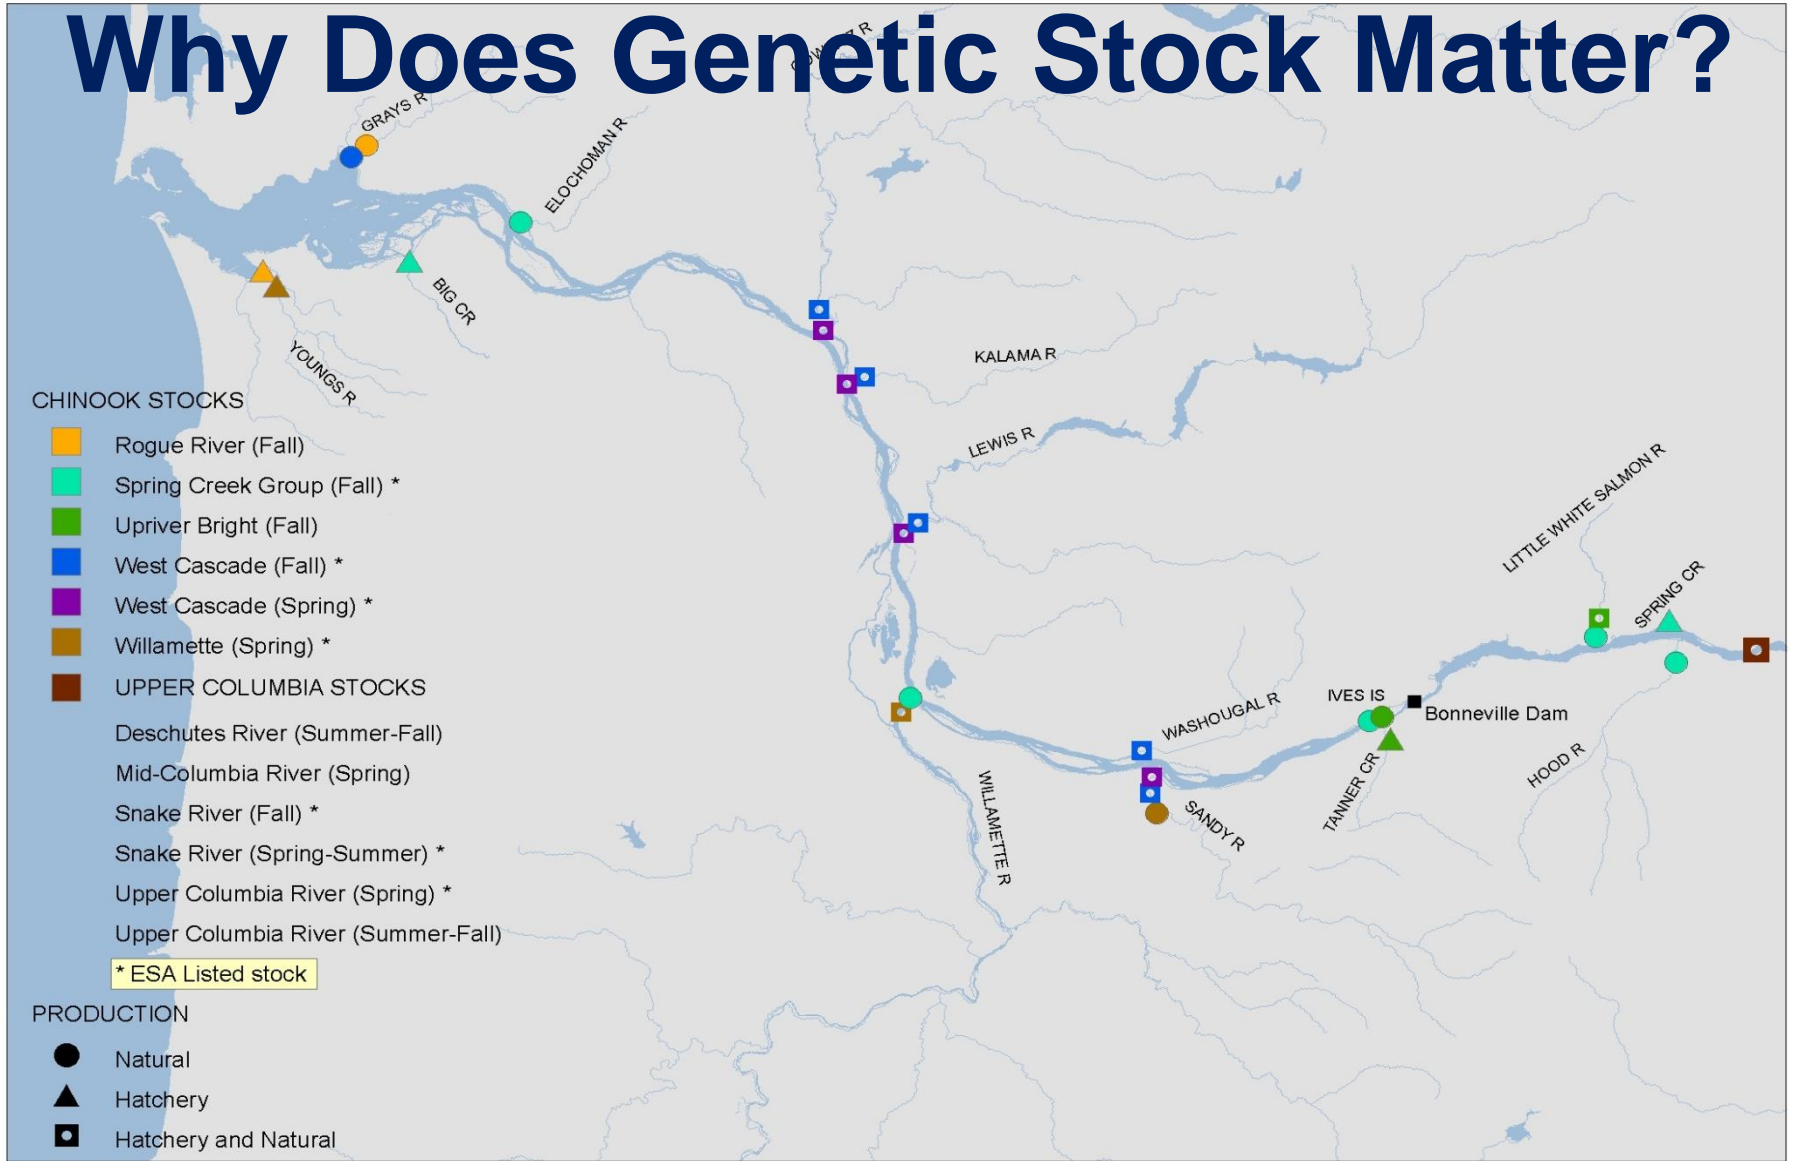 Why Does Genetic Stock Matter?
GRAYS R
ELOCHOMAN R
BIG CR
YOUNGS R
KALAMA R
LEWIS R
LITTLE WHITE SALMON R
SPRING CR
WASHOUGAL R
IVES IS
Bonneville Dam
TANNER CR
HOOD R
SANDY R
WILLAMETTE R
CHINOOK STOCKS
Rogue River (Fall)
Spring Creek Group (Fall) *
Upriver Bright (Fall)
West Cascade (Fall) *
West Cascade (Spring) *
Willamette (Spring) *
UPPER COLUMBIA STOCKS
Deschutes River (Summer-Fall)
Mid-Columbia River (Spring)
Snake River (Fall) *
Snake River (Spring-Summer) *
Upper Columbia River (Spring) *
Upper Columbia River (Summer-Fall)
* ESA Listed stock
PRODUCTION
Natural
Hatchery
Hatchery and Natural